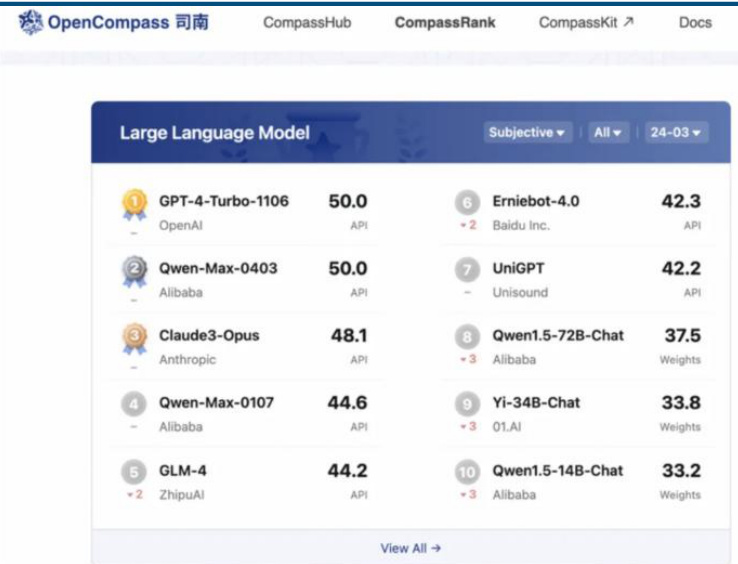 OpenCompass 司南 CompassHub CompassRank CompassKit ↗ Docs
Large Language Model Subjective All 24-03
1 GPT-4-Turbo-1106 50.0
OpenAI API
–
2 Qwen-Max-0403 50.0
Alibaba API
–
3 Claude3-Opus 48.1
Anthropic API
–
4 Qwen-Max-0107 44.6
– Alibaba API
5 GLM-4 44.2
2 ZhipuAI API
6 Erniebot-4.0 42.3
2 Baidu Inc. API
7 UniGPT 42.2
– Unisound API
8 Qwen1.5-72B-Chat 37.5
3 Alibaba Weights
9 Yi-34B-Chat 33.8
3 01.AI Weights
10 Qwen1.5-14B-Chat 33.2
3 Alibaba Weights
View All →